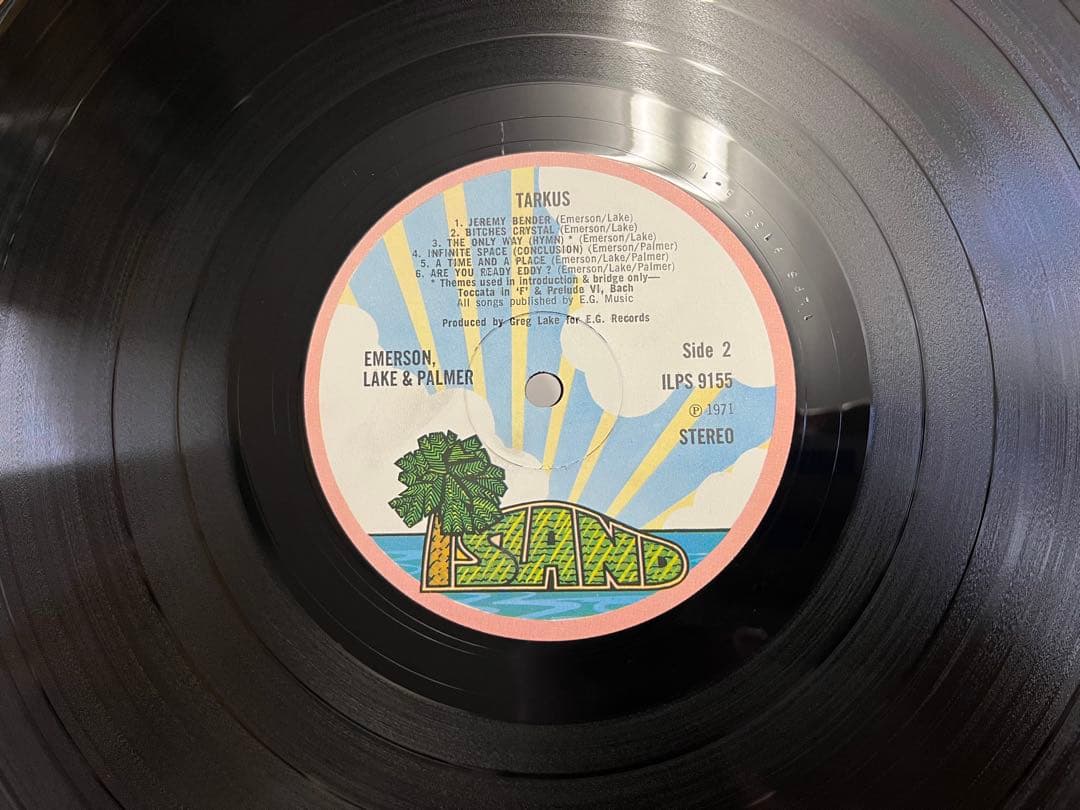 TARKUS
1. JEREMY BENDER (Emerson/Lake)
2. BITCHES CRYSTAL (Emerson/Lake)
3. THE ONLY WAY (HYMN) * (Emerson/Lake)
4. INFINITE SPACE (CONCLUSION) (Emerson/Palmer)
5. A TIME AND A PLACE (Emerson/Lake/Palmer)
6. ARE YOU READY EDDY ? (Emerson/Lake/Palmer)
* Themes used in introduction & bridge only—
Toccata in 'F' & Prelude VI, Bach
All songs published by E.G. Music
Produced by Greg Lake for E.G. Records
EMERSON,
LAKE & PALMER
Side 2
ILPS 9155
Ⓟ 1971
STEREO
ISLAND